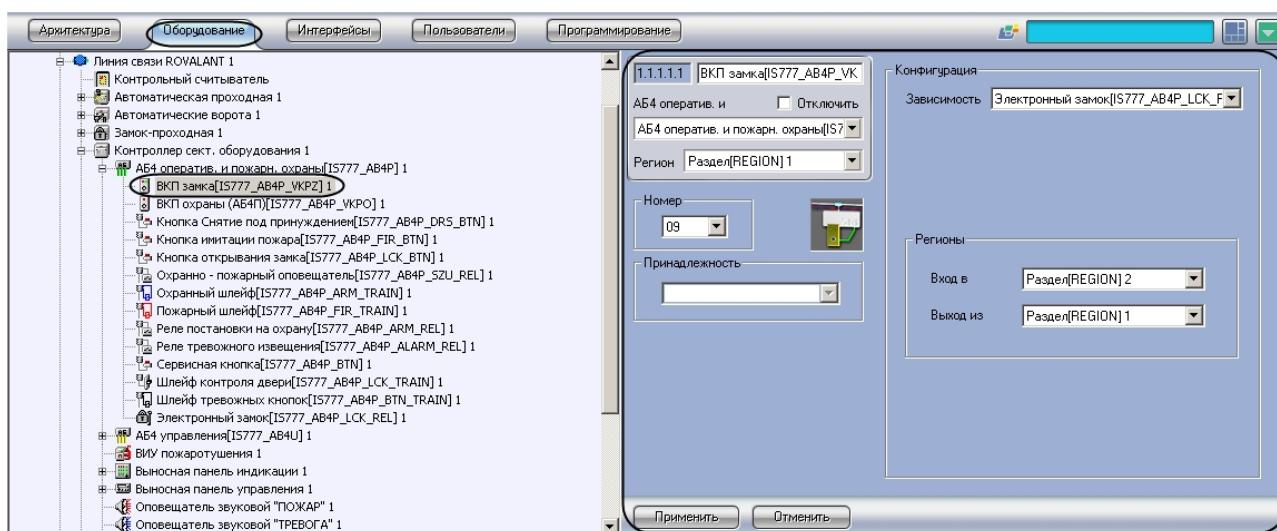 Архитектура
Оборудование
Интерфейсы
Пользователи
Программирование
Линия связи ROVALANT 1
Контрольный считыватель
Автоматическая проходная 1
Автоматические ворота 1
Замок-проходная 1
Контроллер сект. оборудования 1
АБ4 оператив. и пожарн. охраны[IS777_AB4P] 1
ВКП замка[IS777_AB4P_VKPZ] 1
ВКП охраны (АБ4П)[IS777_AB4P_VKPO] 1
Кнопка Снятие под принуждением[IS777_AB4P_DRS_BTN] 1
Кнопка имитации пожара[IS777_AB4P_FIR_BTN] 1
Кнопка открывания замка[IS777_AB4P_LCK_BTN] 1
Охранно - пожарный оповещатель[IS777_AB4P_SZU_REL] 1
Охранный шлейф[IS777_AB4P_ARM_TRAIN] 1
Пожарный шлейф[IS777_AB4P_FIR_TRAIN] 1
Реле постановки на охрану[IS777_AB4P_ARM_REL] 1
Реле тревожного извещения[IS777_AB4P_ALARM_REL] 1
Сервисная кнопка[IS777_AB4P_BTN] 1
Шлейф контроля двери[IS777_AB4P_LCK_TRAIN] 1
Шлейф тревожных кнопок[IS777_AB4P_BTN_TRAIN] 1
Электронный замок[IS777_AB4P_LCK_REL] 1
АБ4 управления[IS777_AB4U] 1
ВИУ пожаротушения 1
Выносная панель индикации 1
Выносная панель управления 1
Оповещатель звуковой "ПОЖАР" 1
Оповещатель звуковой "ТРЕВОГА" 1
1.1.1.1.1 ВКП замка[IS777_AB4P_VK
АБ4 оператив. и Отключить
АБ4 оператив. и пожарн. охраны[IS7
Регион Раздел[REGION] 1
Номер
09
Принадлежность
Применить Отменить
Конфигурация
Зависимость Электронный замок[IS777_AB4P_LCK_F
Регионы
Вход в Раздел[REGION] 2
Выход из Раздел[REGION] 1